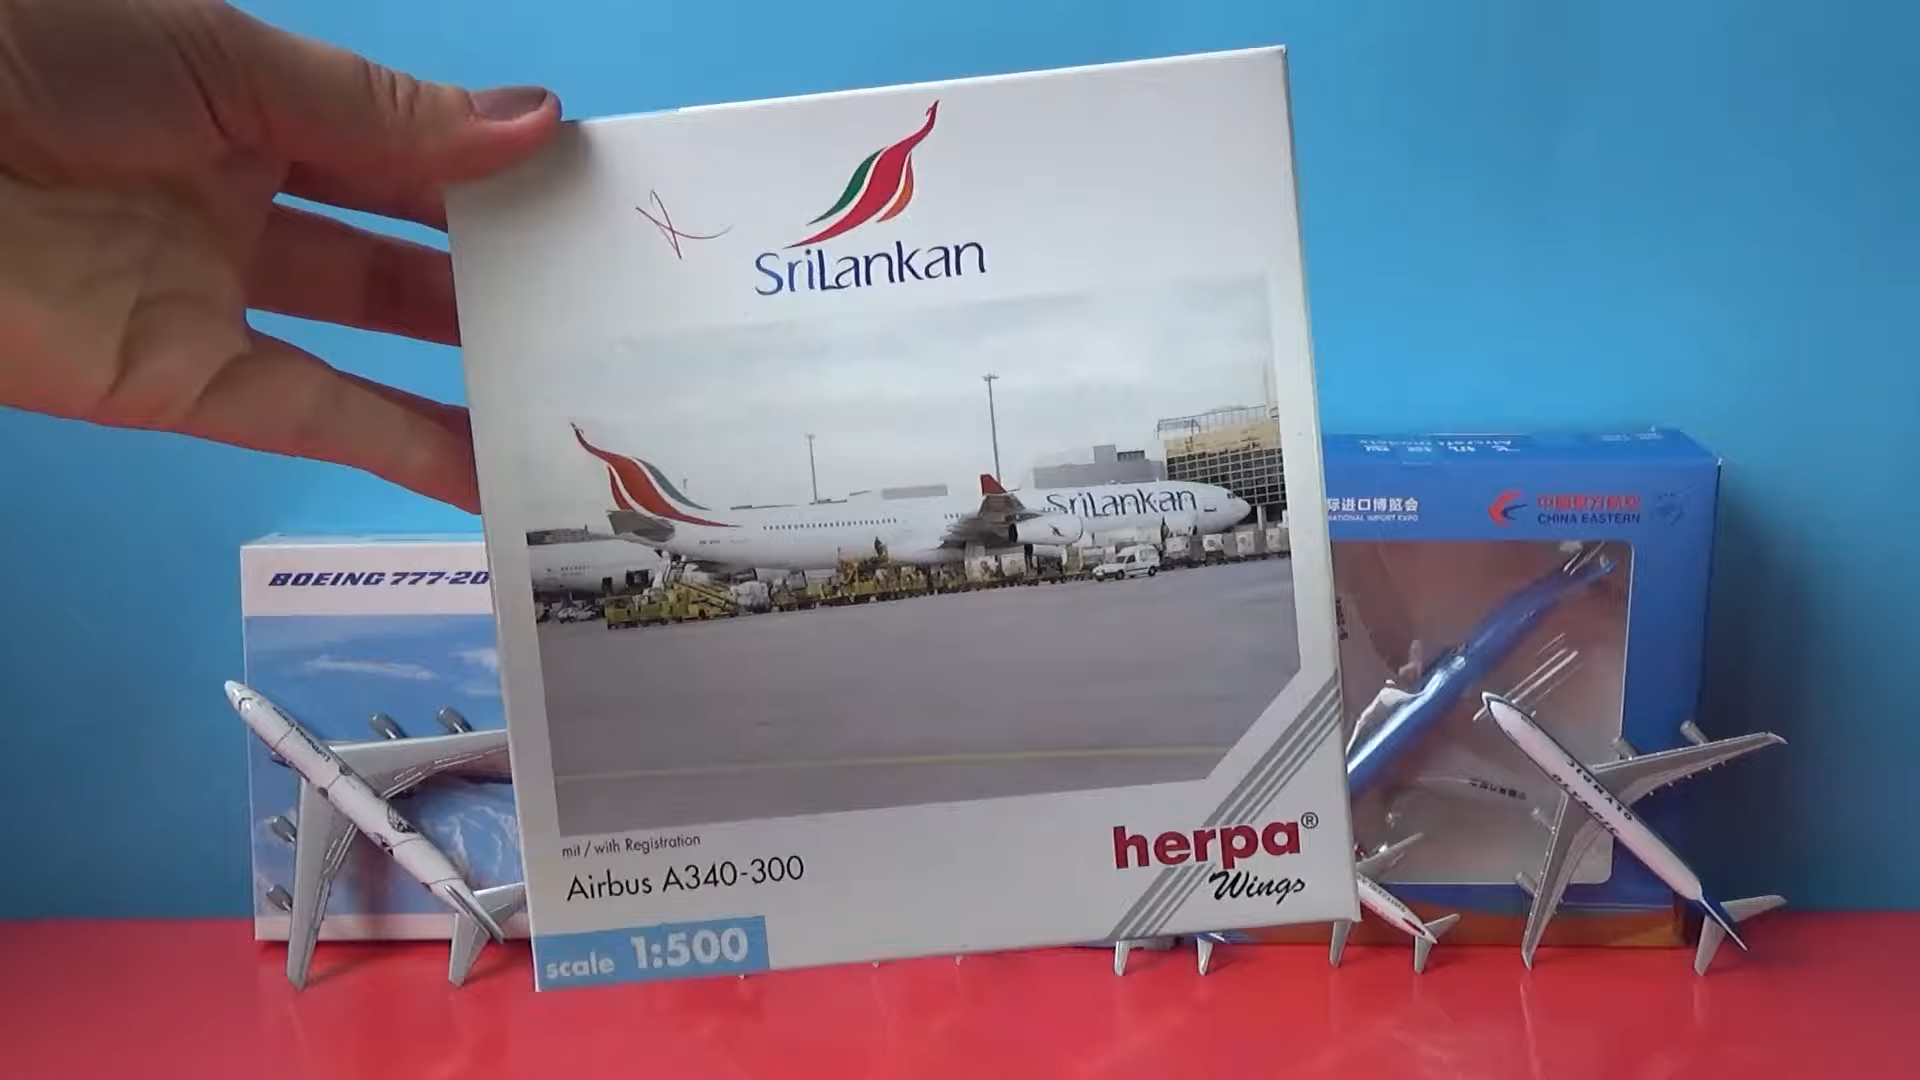 SriLankan
SriLankan
mit / with Registration
Airbus A340-300
herpa®
Wings
scale 1:500
BOEING 777-20
际进口博览会
NATIONAL IMPORT EXPO
中国东方航空
CHINA EASTERN
OLYMPIC